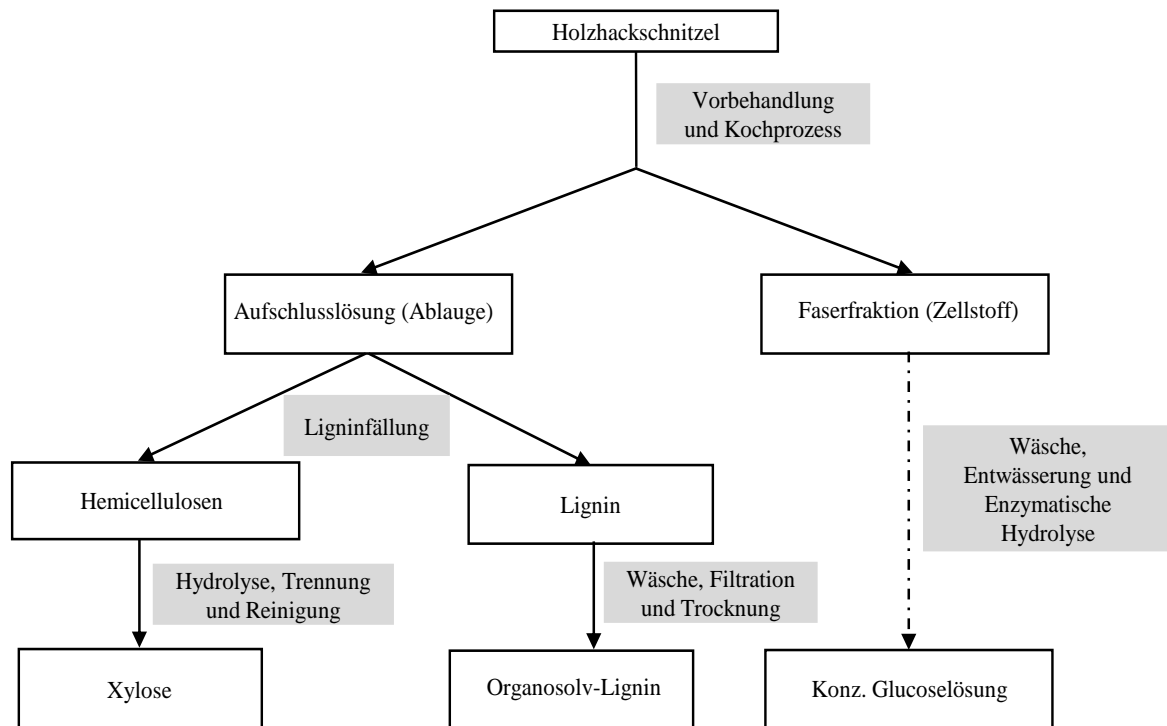 Holzhackschnitzel
Vorbehandlung
und Kochprozess
Aufschlusslösung (Ablauge)
Faserfraktion (Zellstoff)
Ligninfällung
Wäsche,
Entwässerung und
Enzymatische
Hydrolyse
Hemicellulosen
Lignin
Hydrolyse, Trennung
und Reinigung
Wäsche, Filtration
und Trocknung
Xylose
Organosolv-Lignin
Konz. Glucoselösung